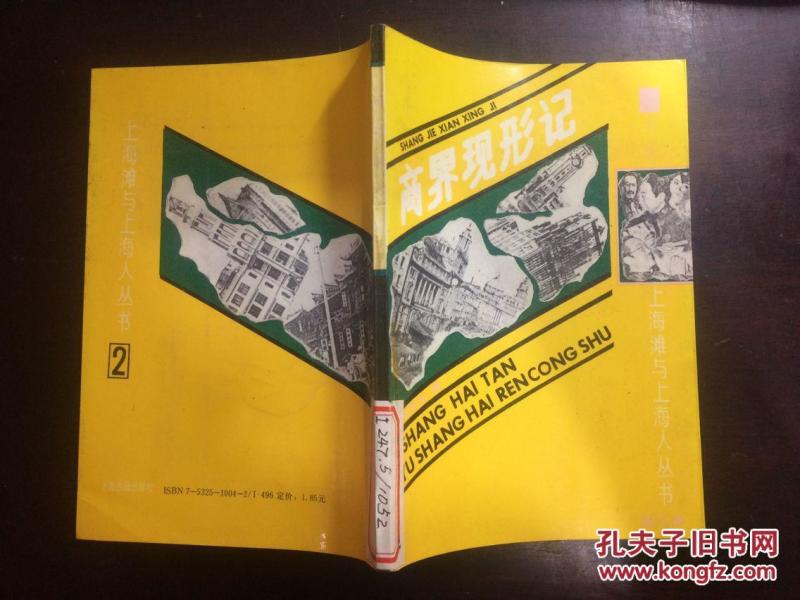 SHANG JIE XIAN XING JI
商界现形记
SHANG HAI TAN
YU SHANG HAI REN CONG SHU
上海滩与上海人丛书
上海滩与上海人丛书
2
ISBN 7-5325-1004-2/I·496 定价:1.85元
I247.5/1052
孔夫子旧书网
www.kongfz.com